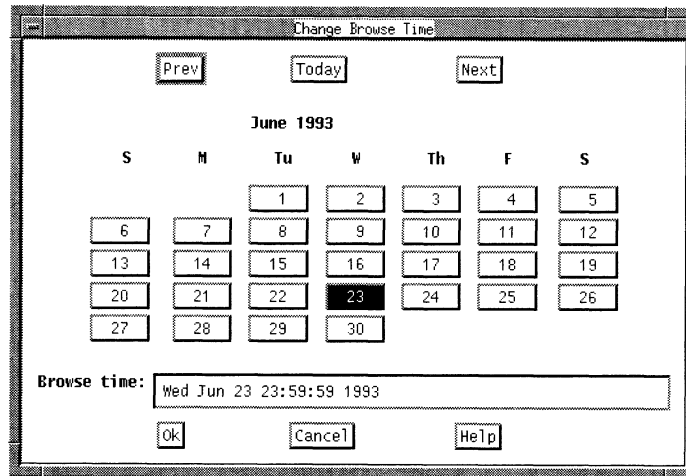 Change Browse Time
Prev Today Next
June 1993
S M Tu W Th F S
1 2 3 4 5
6 7 8 9 10 11 12
13 14 15 16 17 18 19
20 21 22 23 24 25 26
27 28 29 30
Browse time: Wed Jun 23 23:59:59 1993
Ok Cancel Help